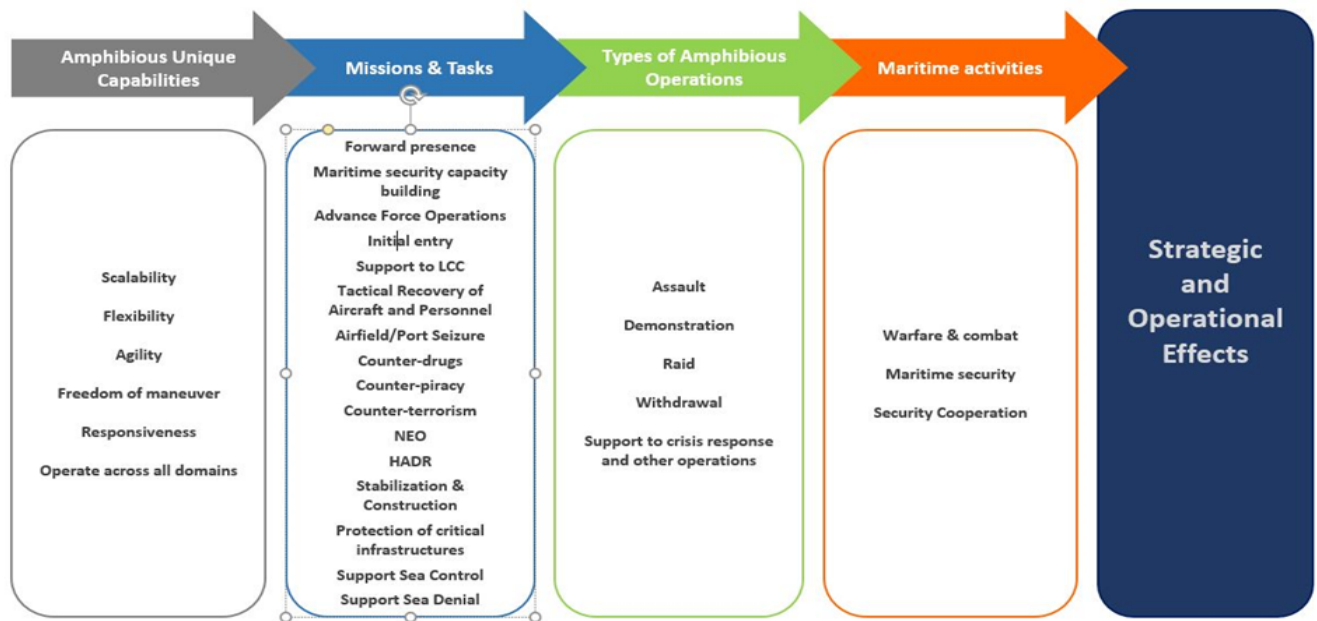 Amphibious Unique
Capabilities
Missions & Tasks
Types of Amphibious
Operations
Maritime activities
Scalability
Flexibility
Agility
Freedom of maneuver
Responsiveness
Operate across all domains
Forward presence
Maritime security capacity
building
Advance Force Operations
Initial entry
Support to LCC
Tactical Recovery of
Aircraft and Personnel
Airfield/Port Seizure
Counter-drugs
Counter-piracy
Counter-terrorism
NEO
HADR
Stabilization &
Construction
Protection of critical
infrastructures
Support Sea Control
Support Sea Denial
Assault
Demonstration
Raid
Withdrawal
Support to crisis response
and other operations
Warfare & combat
Maritime security
Security Cooperation
Strategic
and
Operational
Effects